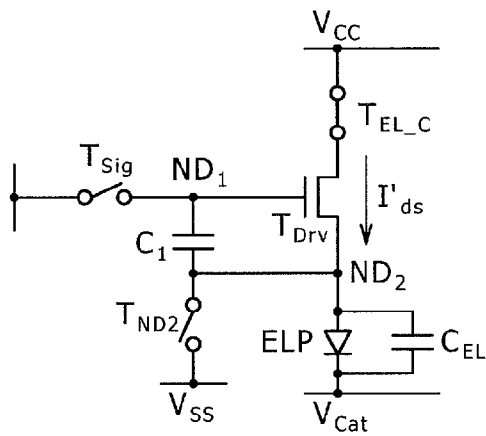 V_CC
T_EL_C
T_Sig
ND_1
I'_ds
T_Drv
C_1
ND_2
T_ND2
ELP
C_EL
V_SS
V_Cat